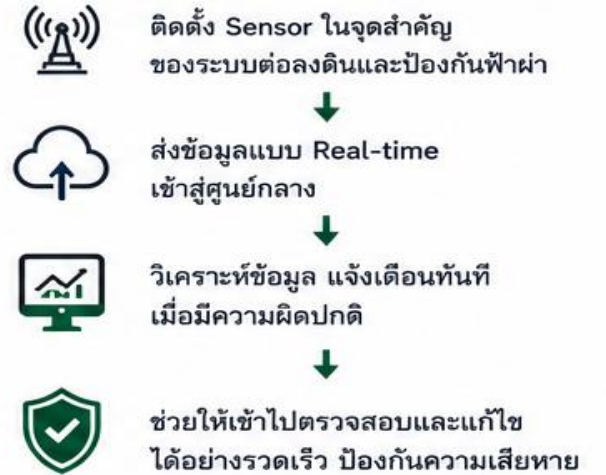 ติดตั้ง Sensor ในจุดสำคัญ
ของระบบต่อลงดินและป้องกันฟ้าผ่า
ส่งข้อมูลแบบ Real-time
เข้าสู่ศูนย์กลาง
วิเคราะห์ข้อมูล แจ้งเตือนทันที
เมื่อมีความผิดปกติ
ช่วยให้เข้าไปตรวจสอบและแก้ไข
ได้อย่างรวดเร็ว ป้องกันความเสียหาย